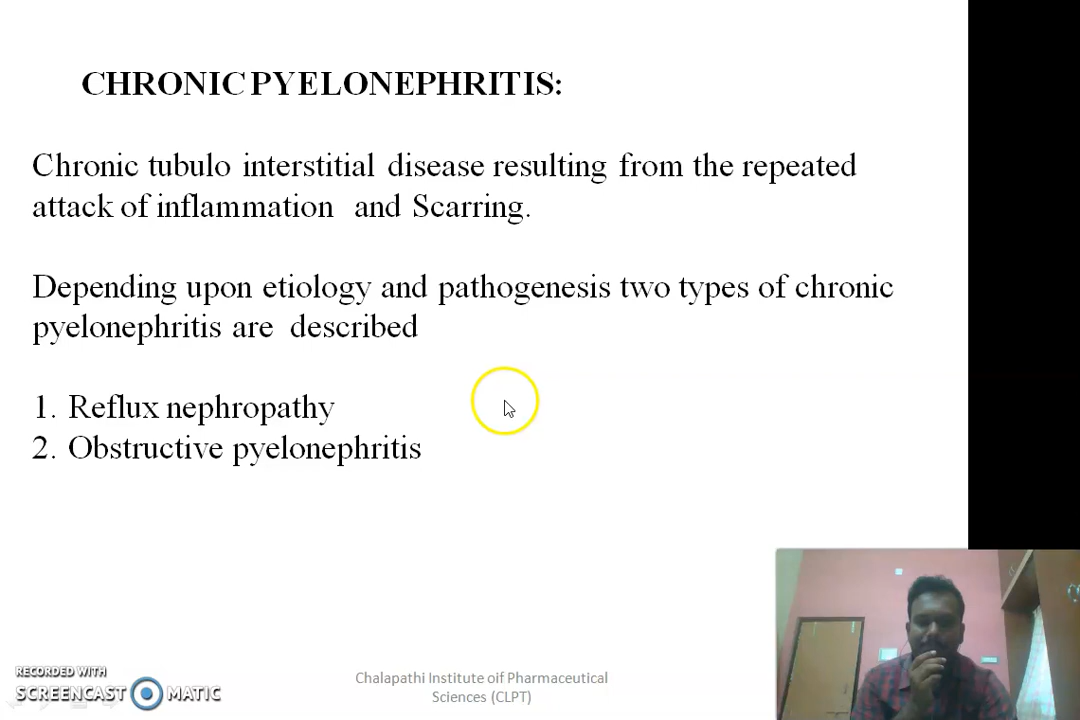 CHRONIC PYELONEPHRITIS:
Chronic tubulo interstitial disease resulting from the repeated
attack of inflammation and Scarring.
Depending upon etiology and pathogenesis two types of chronic
pyelonephritis are described
1. Reflux nephropathy
2. Obstructive pyelonephritis
RECORDED WITH
SCREENCAST MATIC
Chalapathi Institute oif Pharmaceutical
Sciences (CLPT)